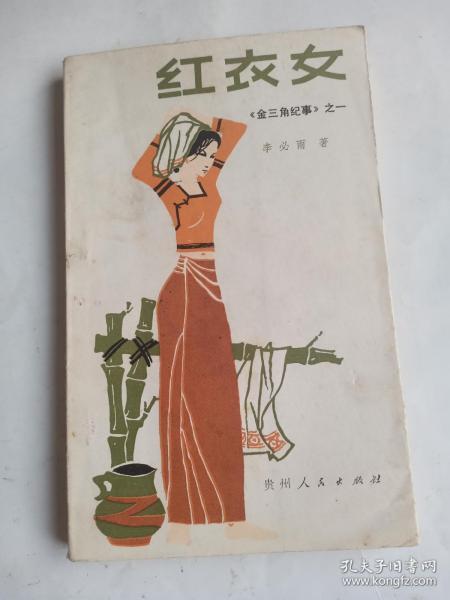 红衣女
《金三角纪事》之一
李必雨 著
贵州人民出版社
孔夫子旧书网
www.kongfz.com